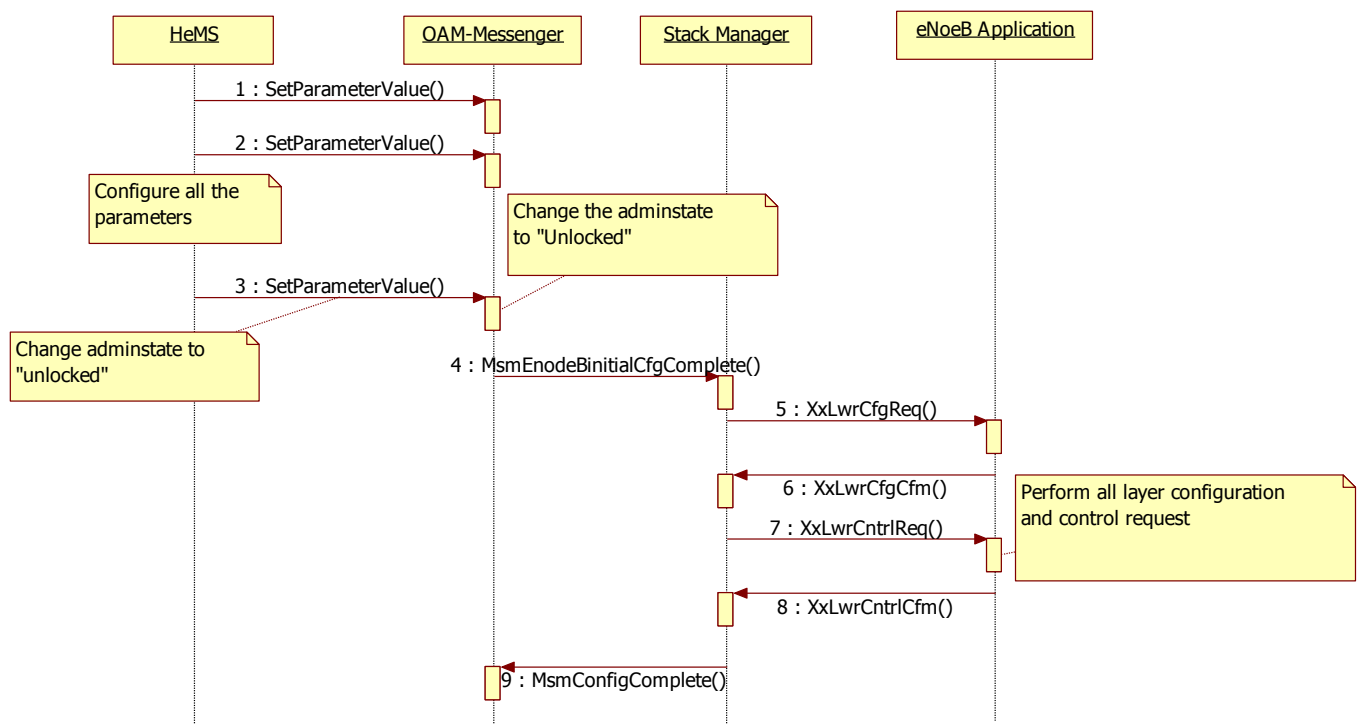 HeMS
OAM-Messenger
Stack Manager
eNoeB Application
1 : SetParameterValue()
2 : SetParameterValue()
Configure all the
parameters
Change the adminstate
to "Unlocked"
3 : SetParameterValue()
Change adminstate to
"unlocked"
4 : MsmEnodeBinitialCfgComplete()
5 : XxLwrCfgReq()
6 : XxLwrCfgCfm()
Perform all layer configuration
and control request
7 : XxLwrCntrlReq()
8 : XxLwrCntrlCfm()
9 : MsmConfigComplete()